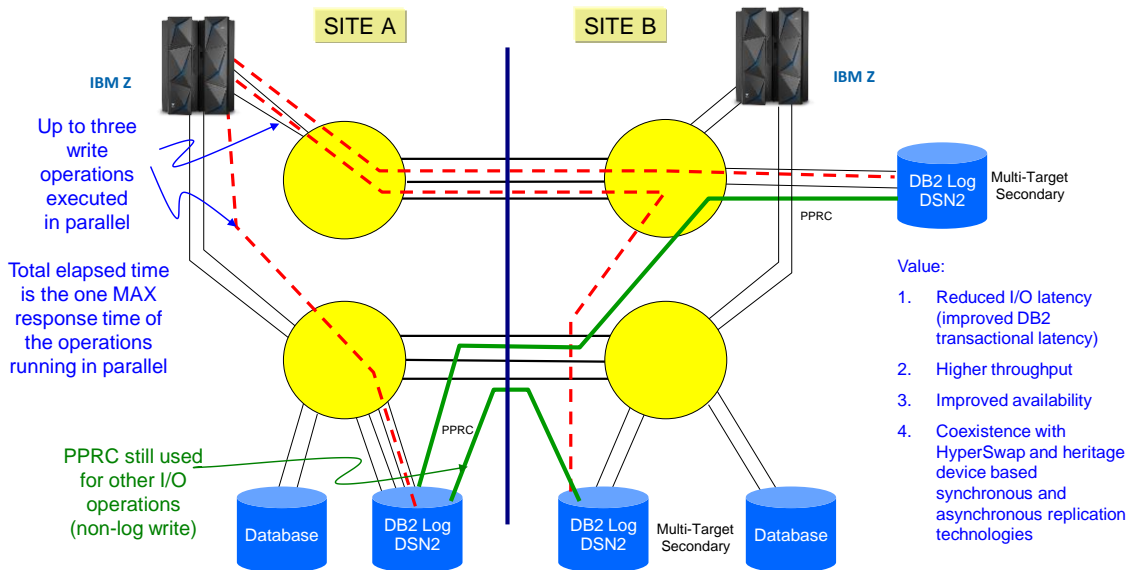 SITE A
SITE B
IBM Z
IBM Z
Up to three
write
operations
executed
in parallel
Total elapsed time
is the one MAX
response time of
the operations
running in parallel
PPRC still used
for other I/O
operations
(non-log write)
PPRC
PPRC
DB2 Log
DSN2
Multi-Target
Secondary
Value:
1. Reduced I/O latency
(improved DB2
transactional latency)
2. Higher throughput
3. Improved availability
4. Coexistence with
HyperSwap and heritage
device based
synchronous and
asynchronous replication
technologies
Database
DB2 Log
DSN2
DB2 Log
DSN2
Multi-Target
Secondary
Database